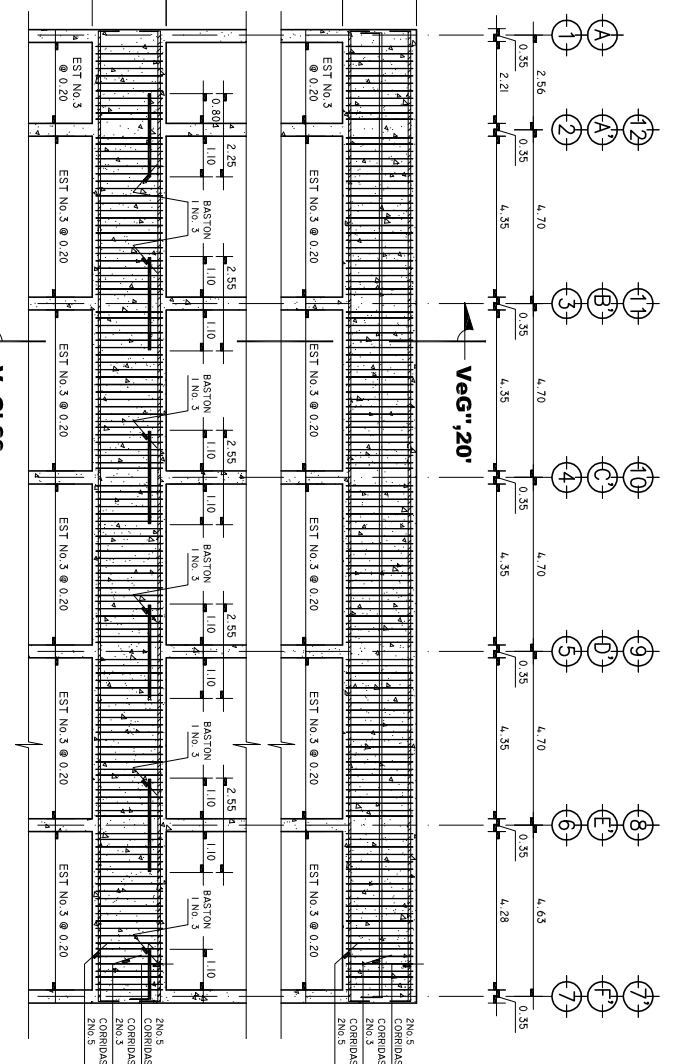 12 11 10 9 8 7'
A A' B' C' D' E' F'
1 2 3 4 5 6 7
2.56 4.70 4.70 4.70 4.70 4.63
0.35 0.35 0.35 0.35 0.35 0.35 0.35
2.21 4.35 4.35 4.35 4.35 4.28
VeG",20'
2No.5
CORRIDAS
CORRIDAS
2No.3
CORRIDAS
2No.5
EST No.3
@ 0.20
EST No.3 @ 0.20
EST No.3 @ 0.20
EST No.3 @ 0.20
EST No.3 @ 0.20
EST No.3 @ 0.20
2.25 2.55 2.55 2.55 2.55
0.80 1.10 1.10 1.10 1.10 1.10 1.10 1.10 1.10 1.10 1.10
BASTON
1 No. 3
BASTON
1 No. 3
BASTON
1 No. 3
BASTON
1 No. 3
BASTON
1 No. 3
2No.5
CORRIDAS
CORRIDAS
2No.3
CORRIDAS
2No.5
EST No.3
@ 0.20
EST No.3 @ 0.20
EST No.3 @ 0.20
EST No.3 @ 0.20
EST No.3 @ 0.20
EST No.3 @ 0.20